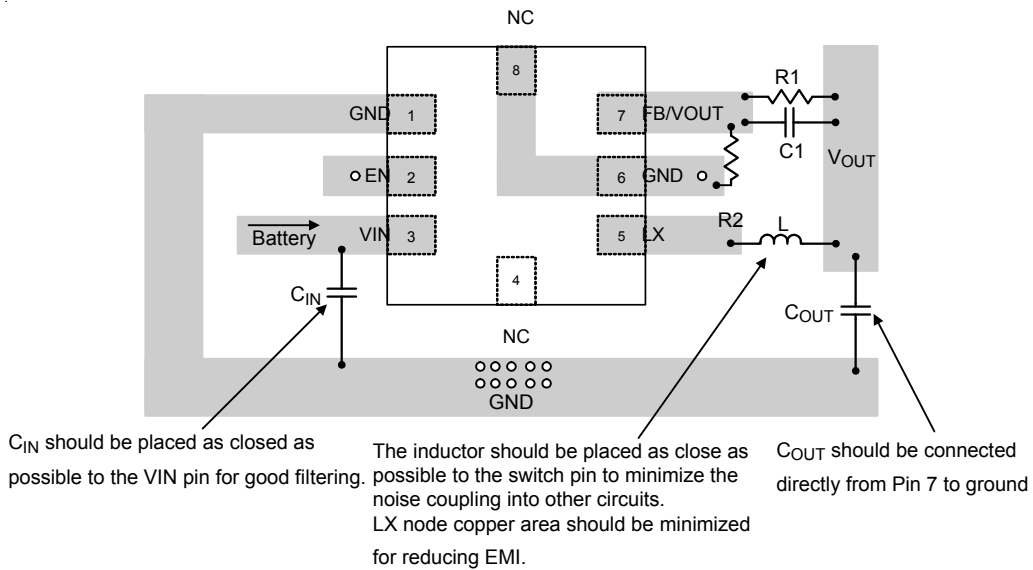 NC
8
R1
GND 1
7 FB/VOUT
C1
VOUT
EN 2
6 GND
R2
L
Battery
VIN 3
5 LX
4
CIN
COUT
NC
GND
CIN should be placed as closed as
possible to the VIN pin for good filtering.
The inductor should be placed as close as
possible to the switch pin to minimize the
noise coupling into other circuits.
LX node copper area should be minimized
for reducing EMI.
COUT should be connected
directly from Pin 7 to ground